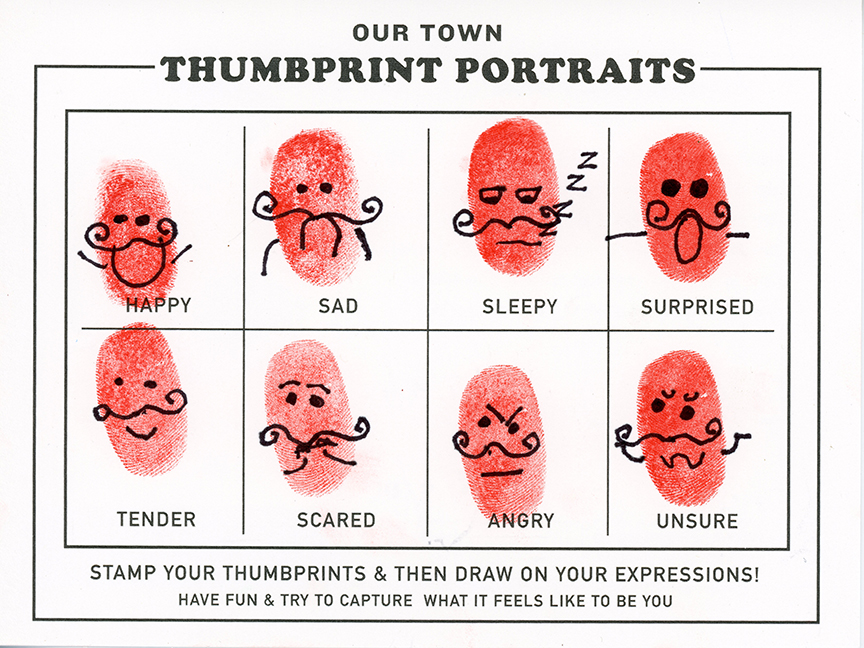 OUR TOWN
THUMBPRINT PORTRAITS
Z
Z
Z
Z
Z
HAPPY SAD SLEEPY SURPRISED
TENDER SCARED ANGRY UNSURE
STAMP YOUR THUMBPRINTS & THEN DRAW ON YOUR EXPRESSIONS!
HAVE FUN & TRY TO CAPTURE WHAT IT FEELS LIKE TO BE YOU